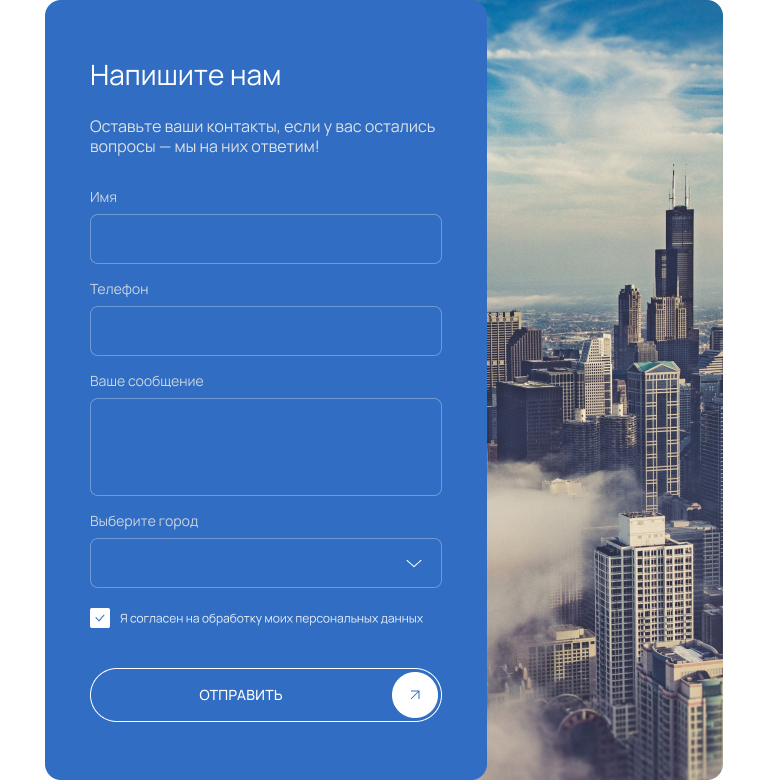 Напишите нам
Оставьте ваши контакты, если у вас остались
вопросы — мы на них ответим!
Имя
Телефон
Ваше сообщение
Выберите город
Я согласен на обработку моих персональных данных
ОТПРАВИТЬ